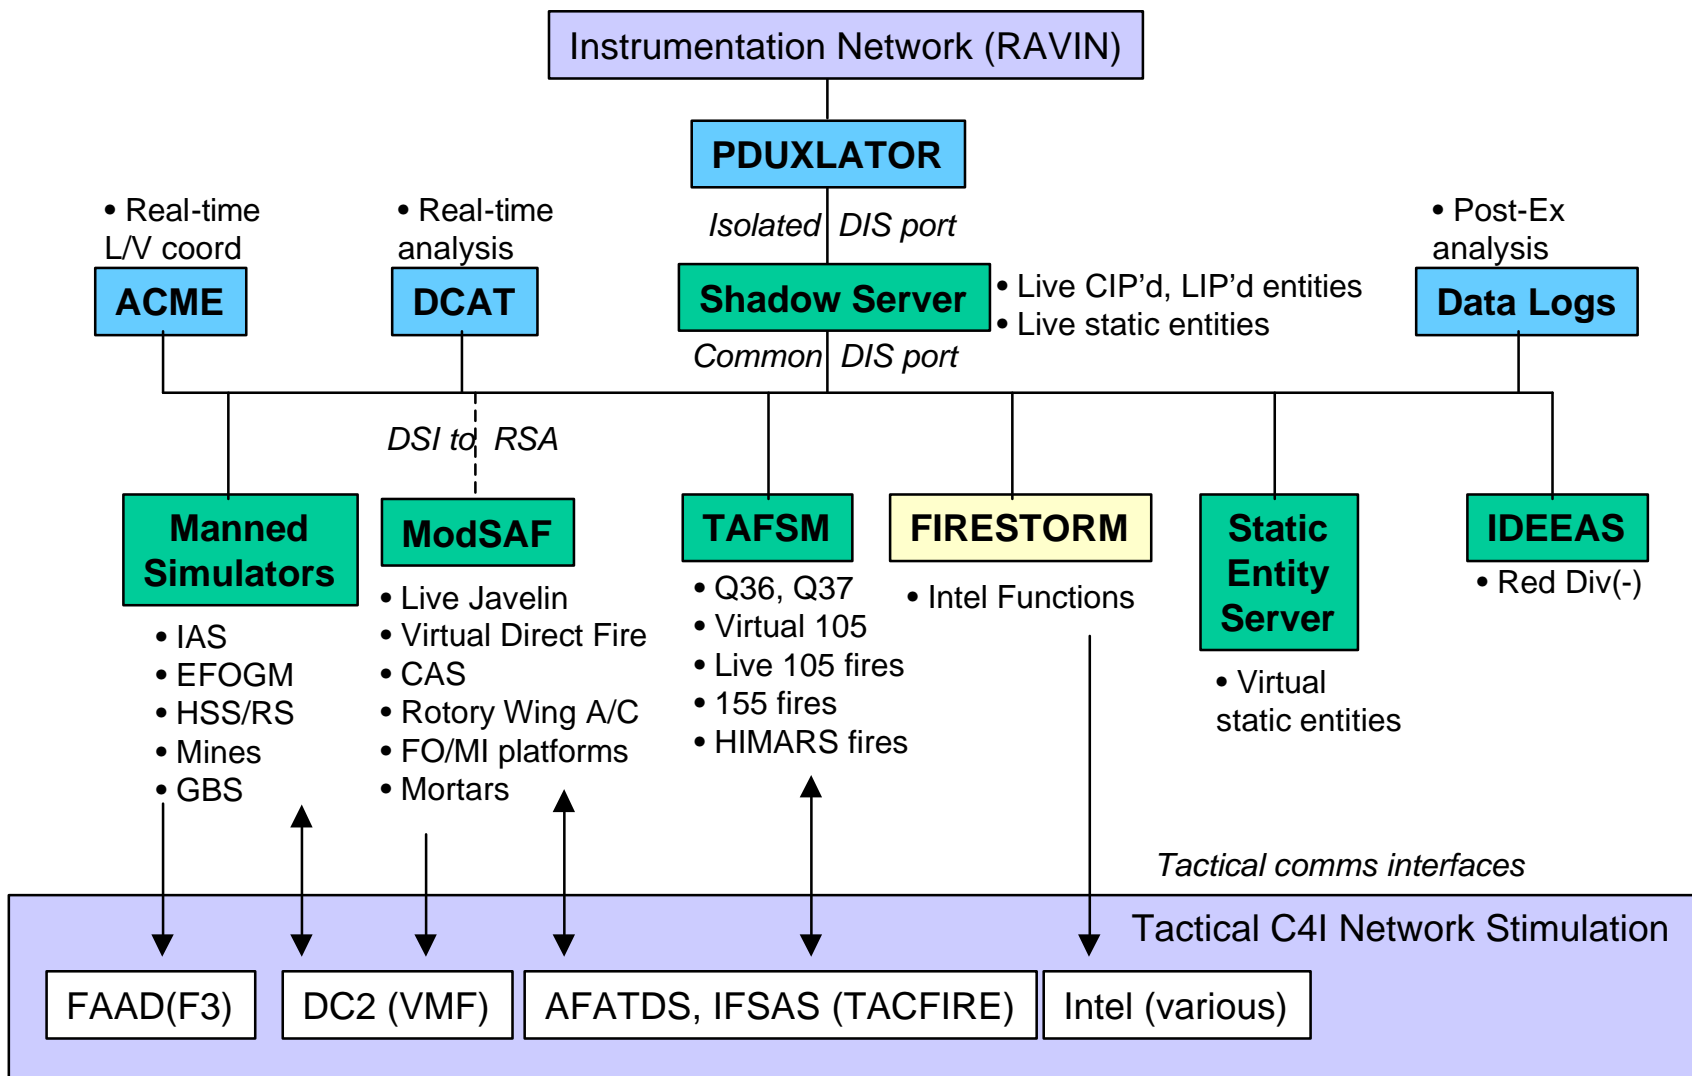 Instrumentation Network (RAVIN)
PDUXLATOR
Isolated DIS port
• Real-time
L/V coord
ACME
• Real-time
analysis
DCAT
Shadow Server
• Live CIP’d, LIP’d entities
• Live static entities
• Post-Ex
analysis
Data Logs
Common DIS port
DSI to RSA
Manned
Simulators
• IAS
• EFOGM
• HSS/RS
• Mines
• GBS
ModSAF
• Live Javelin
• Virtual Direct Fire
• CAS
• Rotory Wing A/C
• FO/MI platforms
• Mortars
TAFSM
• Q36, Q37
• Virtual 105
• Live 105 fires
• 155 fires
• HIMARS fires
FIRESTORM
• Intel Functions
Static
Entity
Server
• Virtual
static entities
IDEEAS
• Red Div(-)
Tactical comms interfaces
Tactical C4I Network Stimulation
FAAD(F3)
DC2 (VMF)
AFATDS, IFSAS (TACFIRE)
Intel (various)